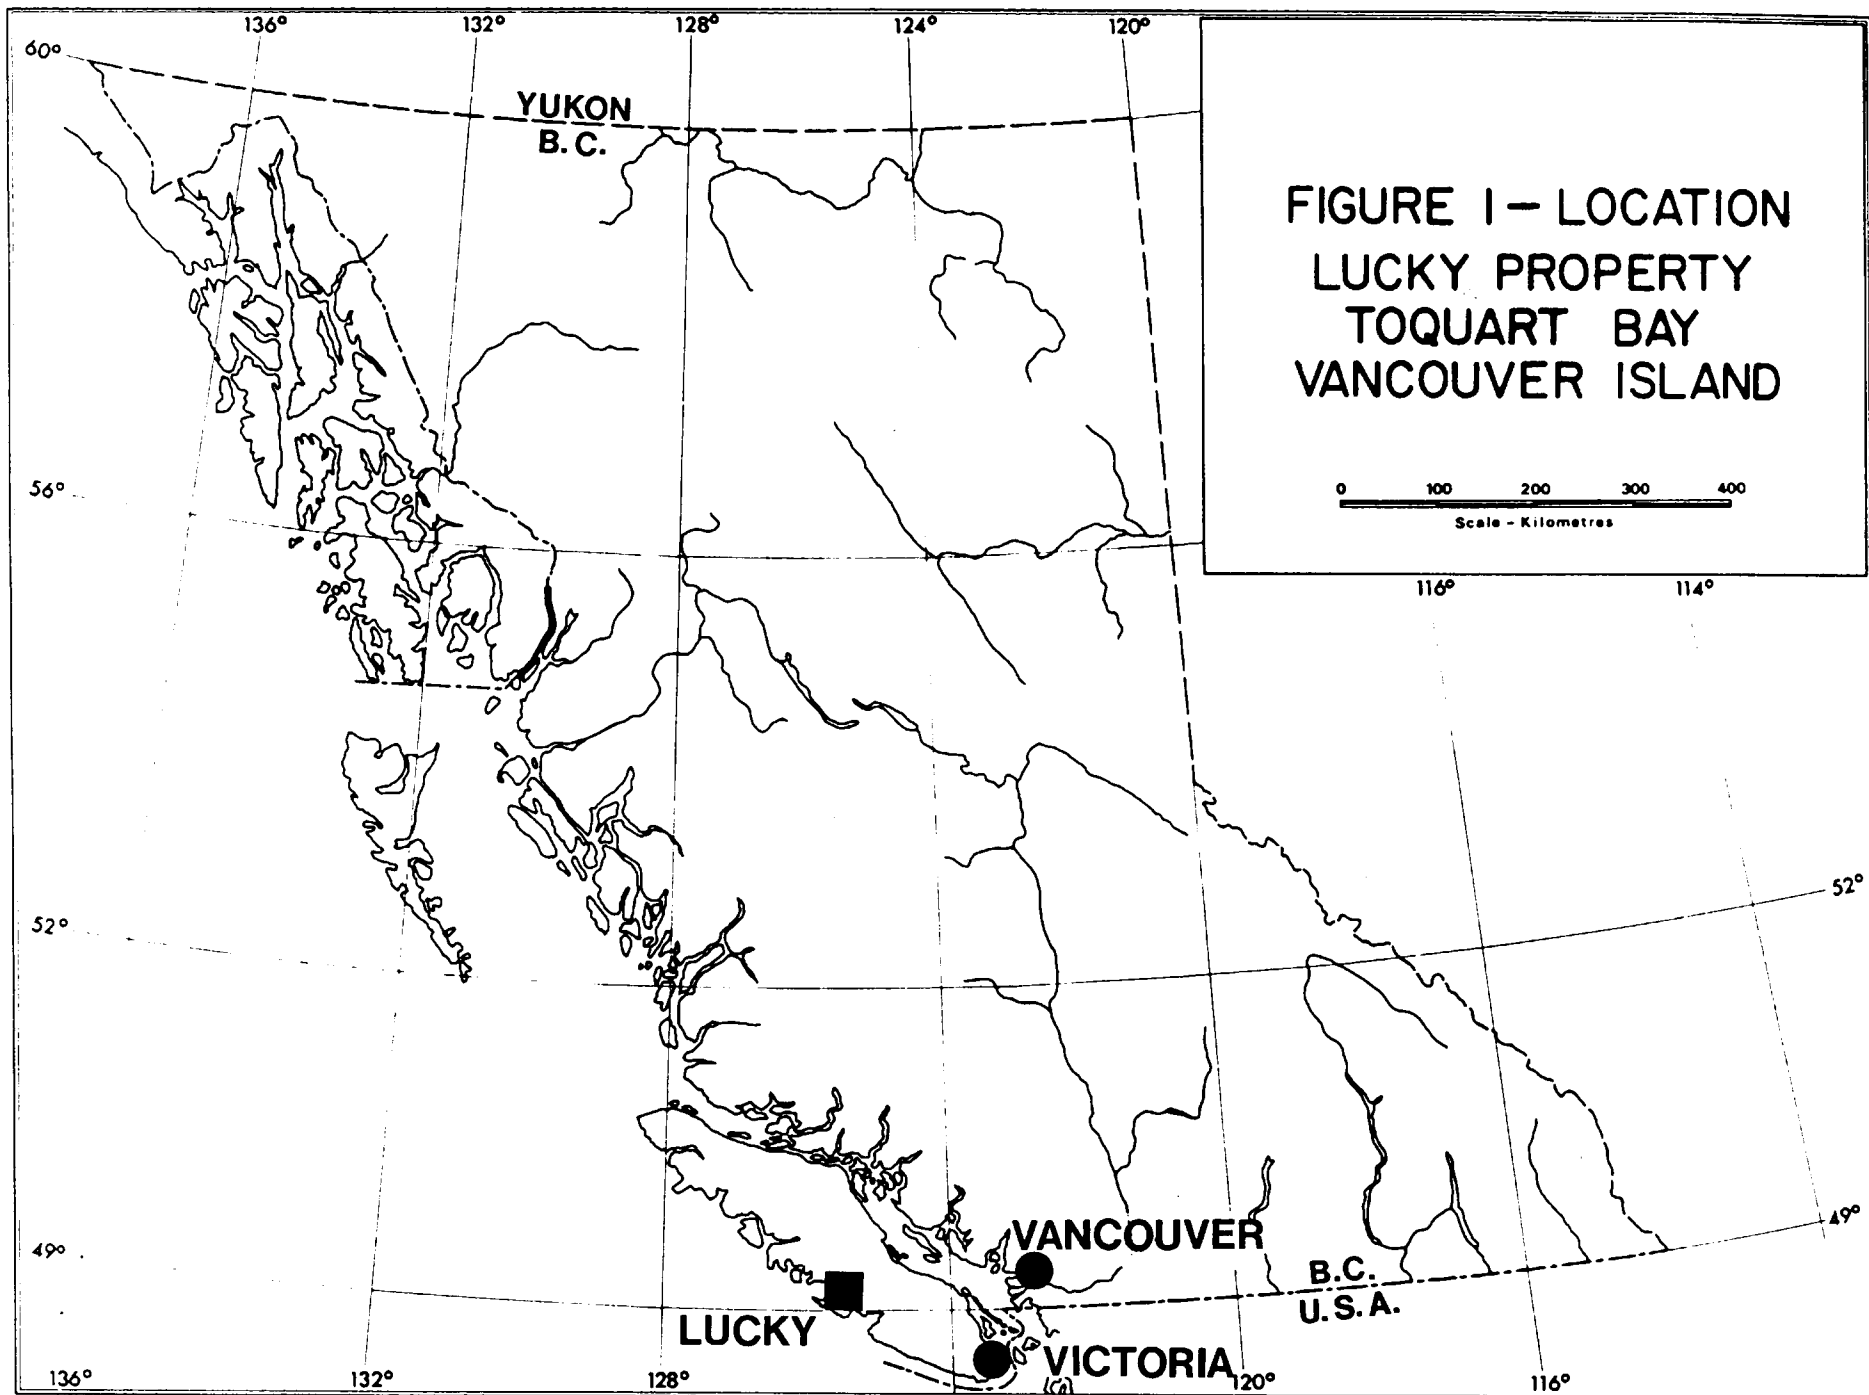 136° 132° 128° 124° 120°
60°
YUKON
B.C.
FIGURE 1 - LOCATION
LUCKY PROPERTY
TOQUART BAY
VANCOUVER ISLAND
0 100 200 300 400
Scale - Kilometres
56°
116° 114°
52°
52°
49°
49°
VANCOUVER
B.C.
U.S.A.
LUCKY
VICTORIA
136° 132° 128° 120° 116°